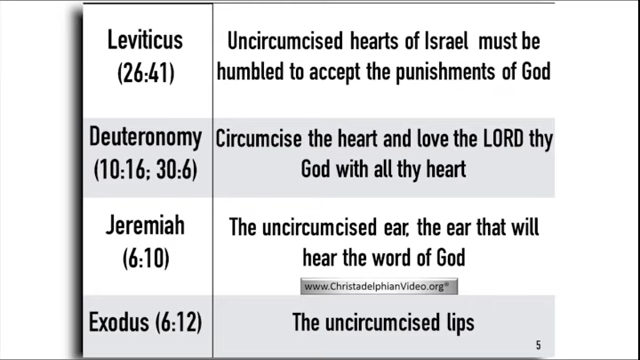 Leviticus
(26:41)
Uncircumcised hearts of Israel must be
humbled to accept the punishments of God
Deuteronomy
(10:16; 30:6)
Circumcise the heart and love the LORD thy
God with all thy heart
Jeremiah
(6:10)
The uncircumcised ear, the ear that will
hear the word of God
www.ChristadelphianVideo.org®
Exodus (6:12)
The uncircumcised lips
5